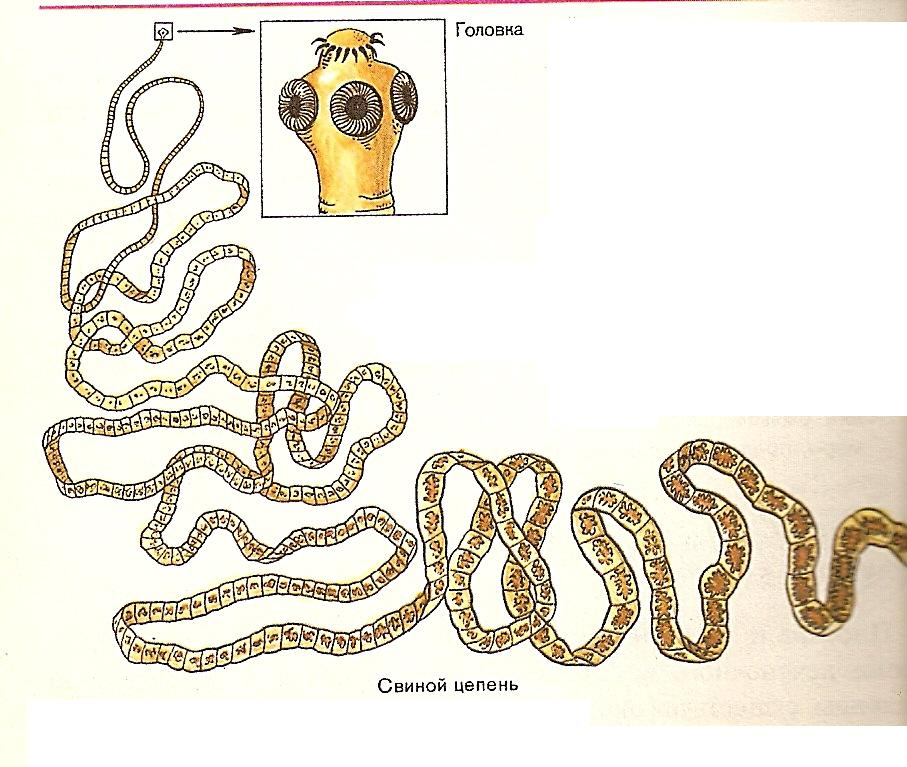 Головка
Свиной цепень